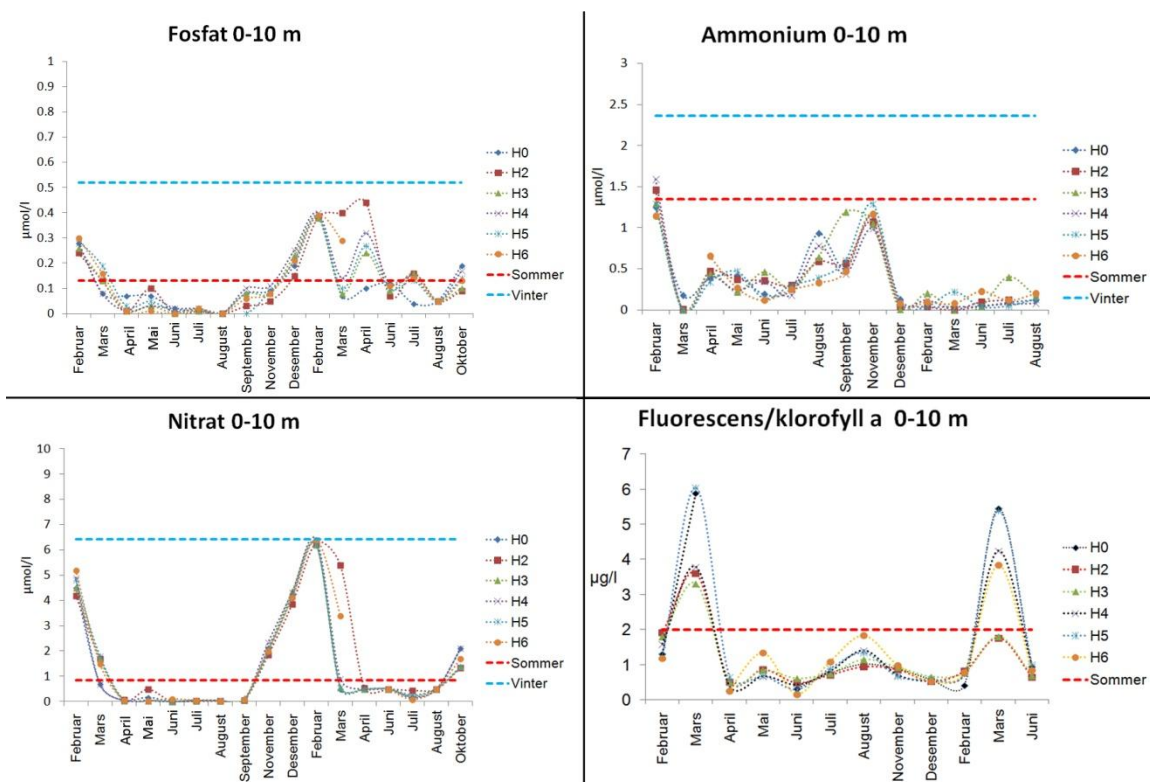 Fosfat 0-10 m
1
0.9
0.8
0.7
0.6
0.5
0.4
0.3
0.2
0.1
0
µmol/l
Februar
Mars
April
Mai
Juni
Juli
August
September
November
Desember
Februar
Mars
April
Juni
Juli
August
Oktober
H0
H2
H3
H4
H5
H6
Sommer
Vinter
Ammonium 0-10 m
3
2.5
2
1.5
1
0.5
0
µmol/l
Februar
Mars
April
Mai
Juni
Juli
August
September
November
Desember
Februar
Mars
Juni
Juli
August
H0
H2
H3
H4
H5
H6
Sommer
Vinter
Nitrat 0-10 m
10
9
8
7
6
5
4
3
2
1
0
µmol/l
Februar
Mars
April
Mai
Juni
Juli
August
September
November
Desember
Februar
Mars
April
Juni
Juli
August
Oktober
H0
H2
H3
H4
H5
H6
Sommer
Vinter
Fluorescens/klorofyll a 0-10 m
7
6
5
4
3
2
1
0
µg/l
Februar
Mars
April
Mai
Juni
Juli
August
November
Desember
Februar
Mars
Juni
H0
H2
H3
H4
H5
H6
Sommer